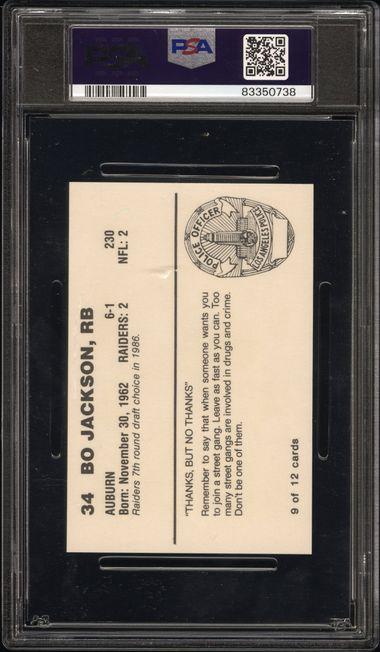 PSA
83350738
34 BO JACKSON, RB
AUBURN 6-1 230
Born: November 30, 1962 RAIDERS: 2 NFL: 2
Raiders 7th round draft choice in 1986.
POLICE OFFICER
LOS ANGELES POLICE
"THANKS, BUT NO THANKS"
Remember to say that when someone wants you
to join a street gang. Leave as fast as you can. Too
many street gangs are involved in drugs and crime.
Don't be one of them.
9 of 12 cards